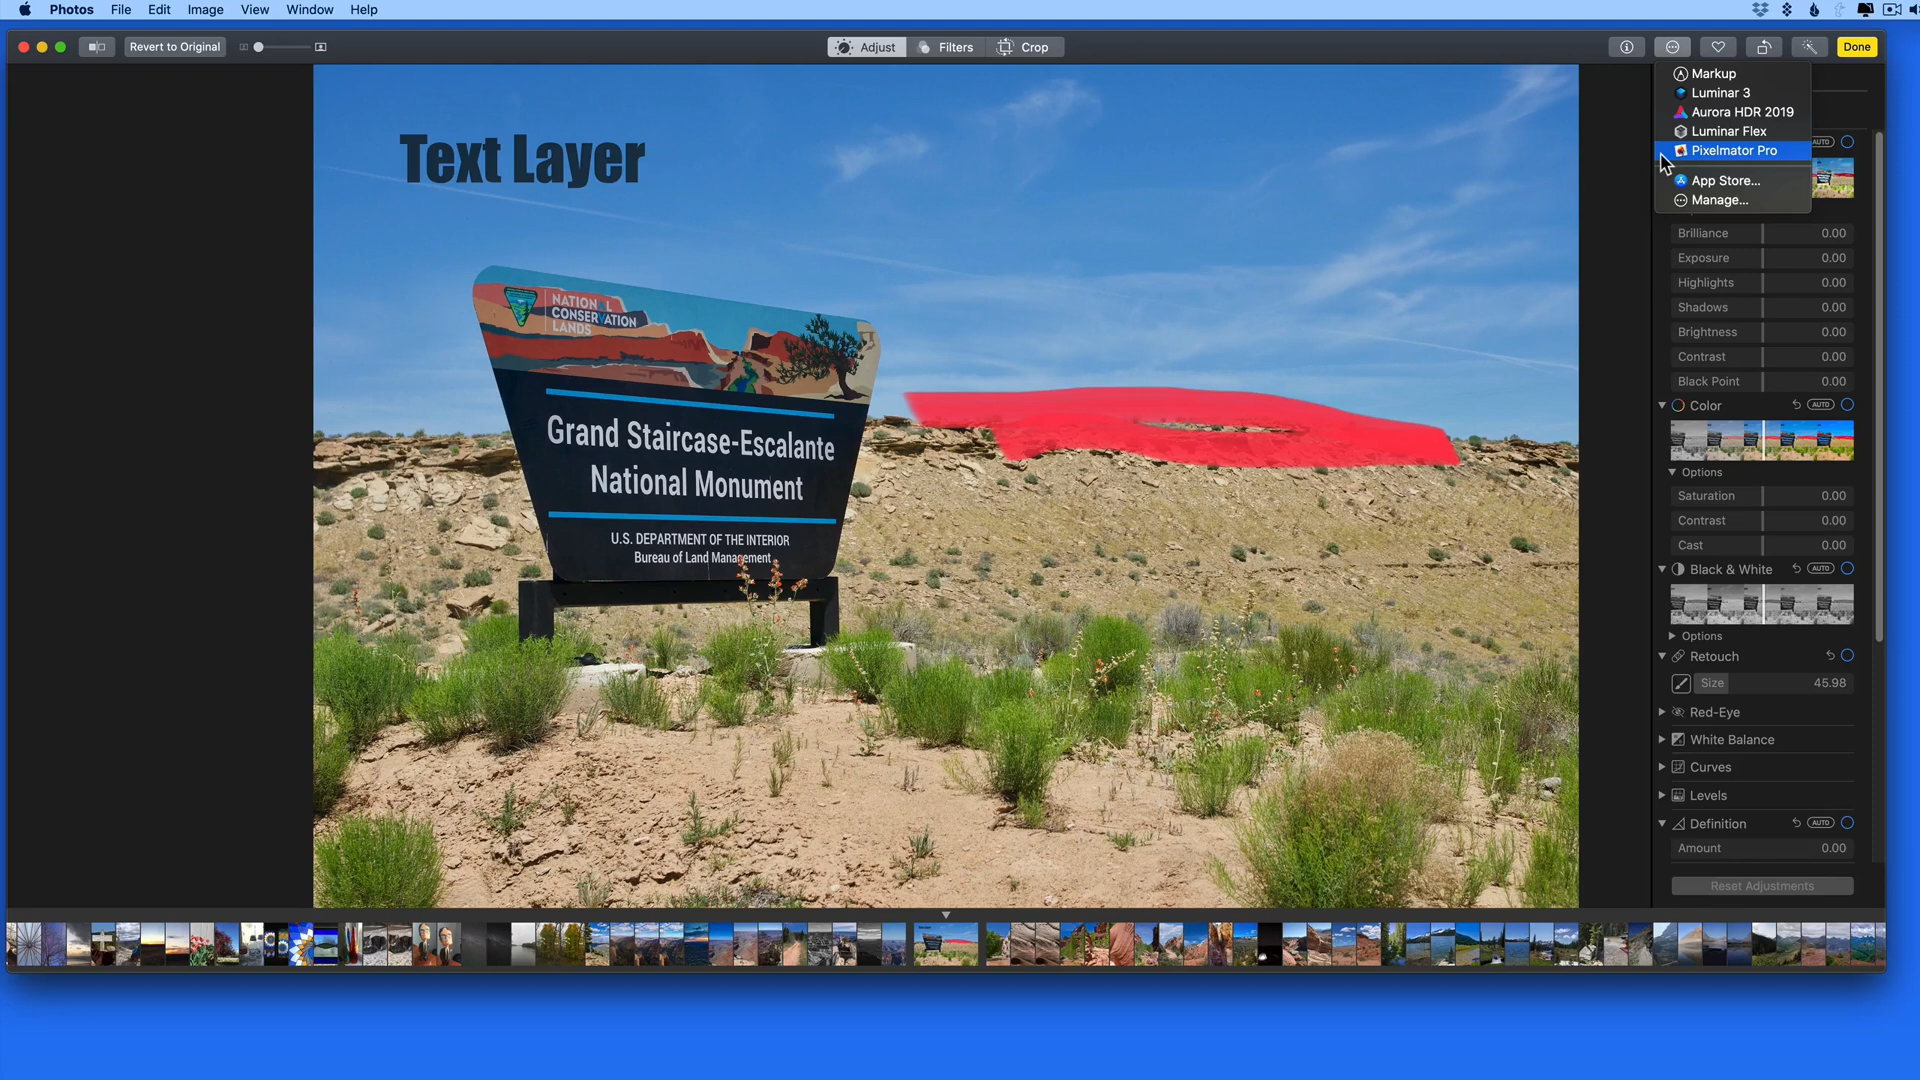 Photos File Edit Image View Window Help
Revert to Original
Adjust Filters Crop
Done
Markup
Luminar 3
Aurora HDR 2019
Luminar Flex
Pixelmator Pro
App Store...
Manage...
AUTO
Text Layer
NATIONAL
CONSERVATION
LANDS
Grand Staircase-Escalante
National Monument
U.S. DEPARTMENT OF THE INTERIOR
Bureau of Land Management
Brilliance 0.00
Exposure 0.00
Highlights 0.00
Shadows 0.00
Brightness 0.00
Contrast 0.00
Black Point 0.00
Color AUTO
Options
Saturation 0.00
Contrast 0.00
Cast 0.00
Black & White AUTO
Options
Retouch
Size 45.98
Red-Eye
White Balance
Curves
Levels
Definition AUTO
Amount 0.00
Reset Adjustments